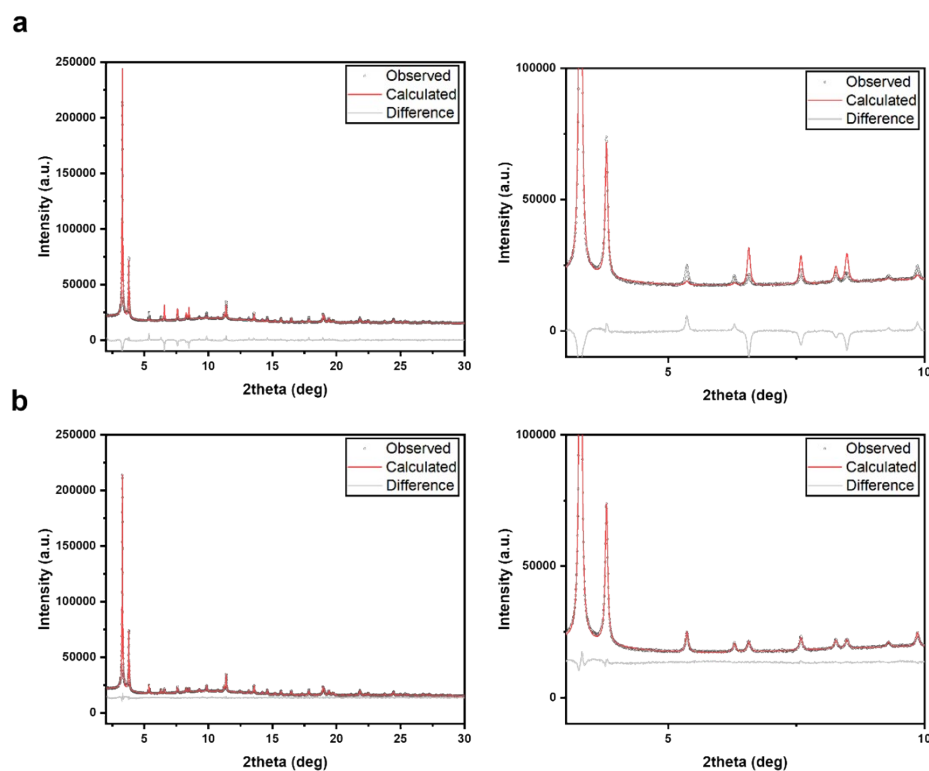 a
250000
200000
150000
100000
50000
0
Intensity (a.u.)
5
10
15
20
25
30
2theta (deg)
Observed
Calculated
Difference
100000
50000
0
Intensity (a.u.)
5
10
2theta (deg)
Observed
Calculated
Difference
b
250000
200000
150000
100000
50000
0
Intensity (a.u.)
5
10
15
20
25
30
2theta (deg)
Observed
Calculated
Difference
100000
50000
0
Intensity (a.u.)
5
10
2theta (deg)
Observed
Calculated
Difference